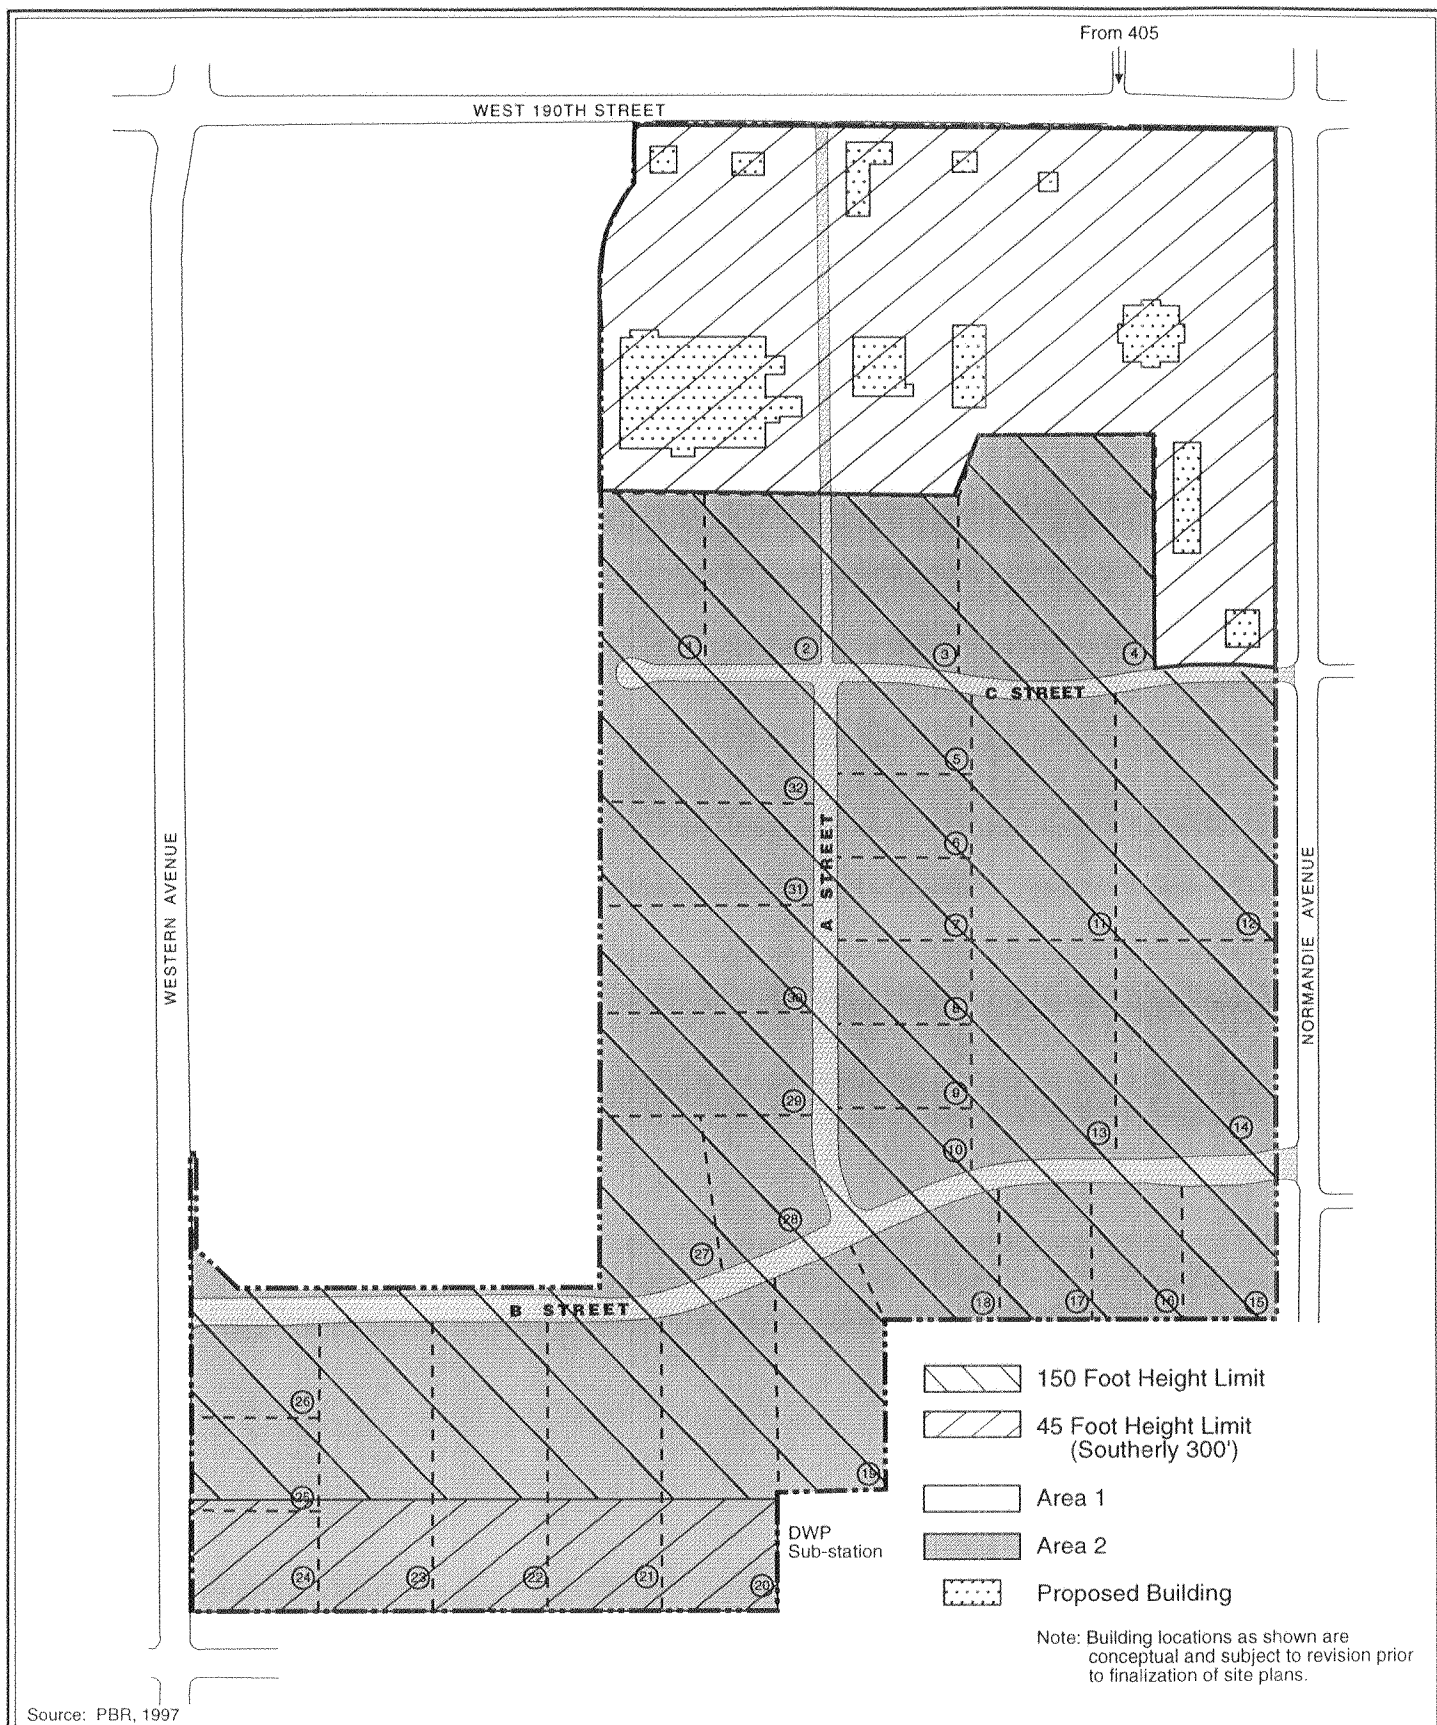 From 405
WEST 190TH STREET
1
2
3
4
C STREET
5
32
6
A STREET
WESTERN AVENUE
NORMANDIE AVENUE
31
7
11
12
30
8
29
9
10
13
14
28
27
B STREET
18
17
16
15
26
19
25
24
23
22
21
20
DWP
Sub-station
150 Foot Height Limit
45 Foot Height Limit
(Southerly 300')
Area 1
Area 2
Proposed Building
Note: Building locations as shown are
conceptual and subject to revision prior
to finalization of site plans.
Source: PBR, 1997